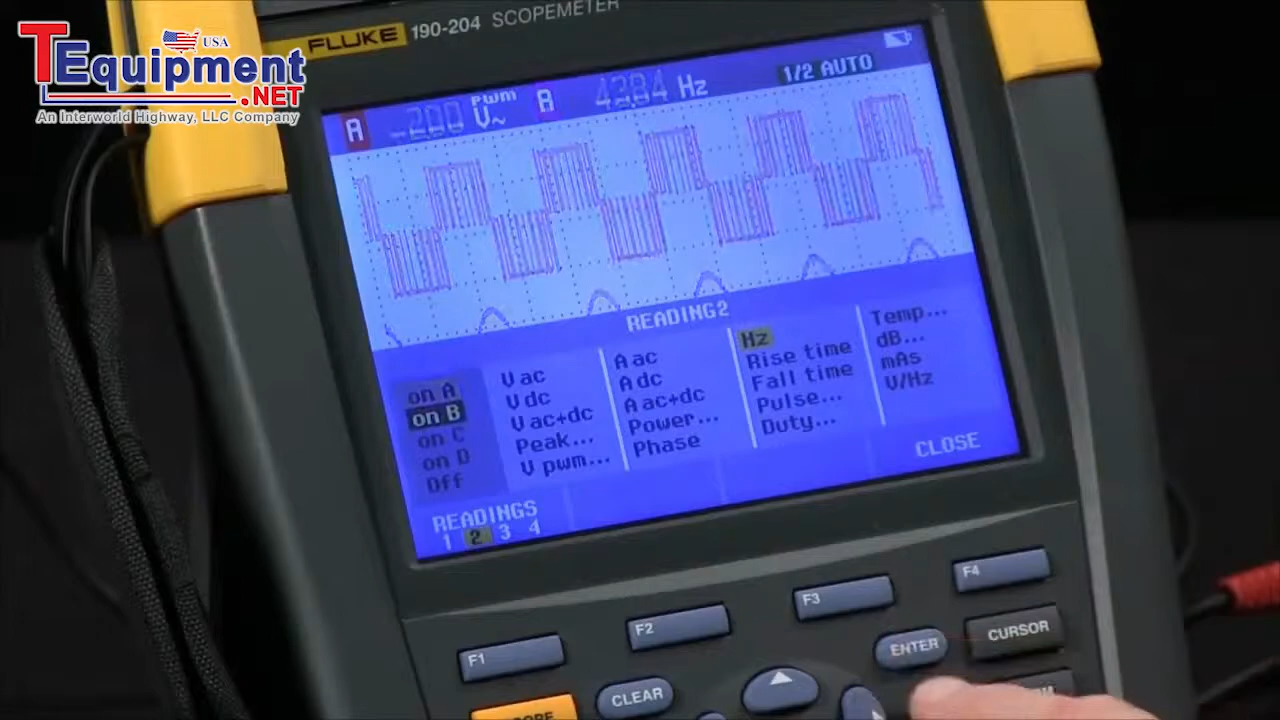 TEquipment USA
.NET
An Interworld Highway, LLC Company
FLUKE 190-204 SCOPEMETER
A PWM V~ A Hz 1/2 AUTO
READING2
on A
on B
on C
on D
Off
V ac
V dc
V ac+dc
Peak...
V pwm...
A ac
A dc
A ac+dc
Power...
Phase
Hz
Rise time
Fall time
Pulse...
Duty...
Temp...
dB...
mAs
V/Hz
CLOSE
READINGS
1 2 3 4
F1
F2
F3
F4
CLEAR
ENTER
CURSOR